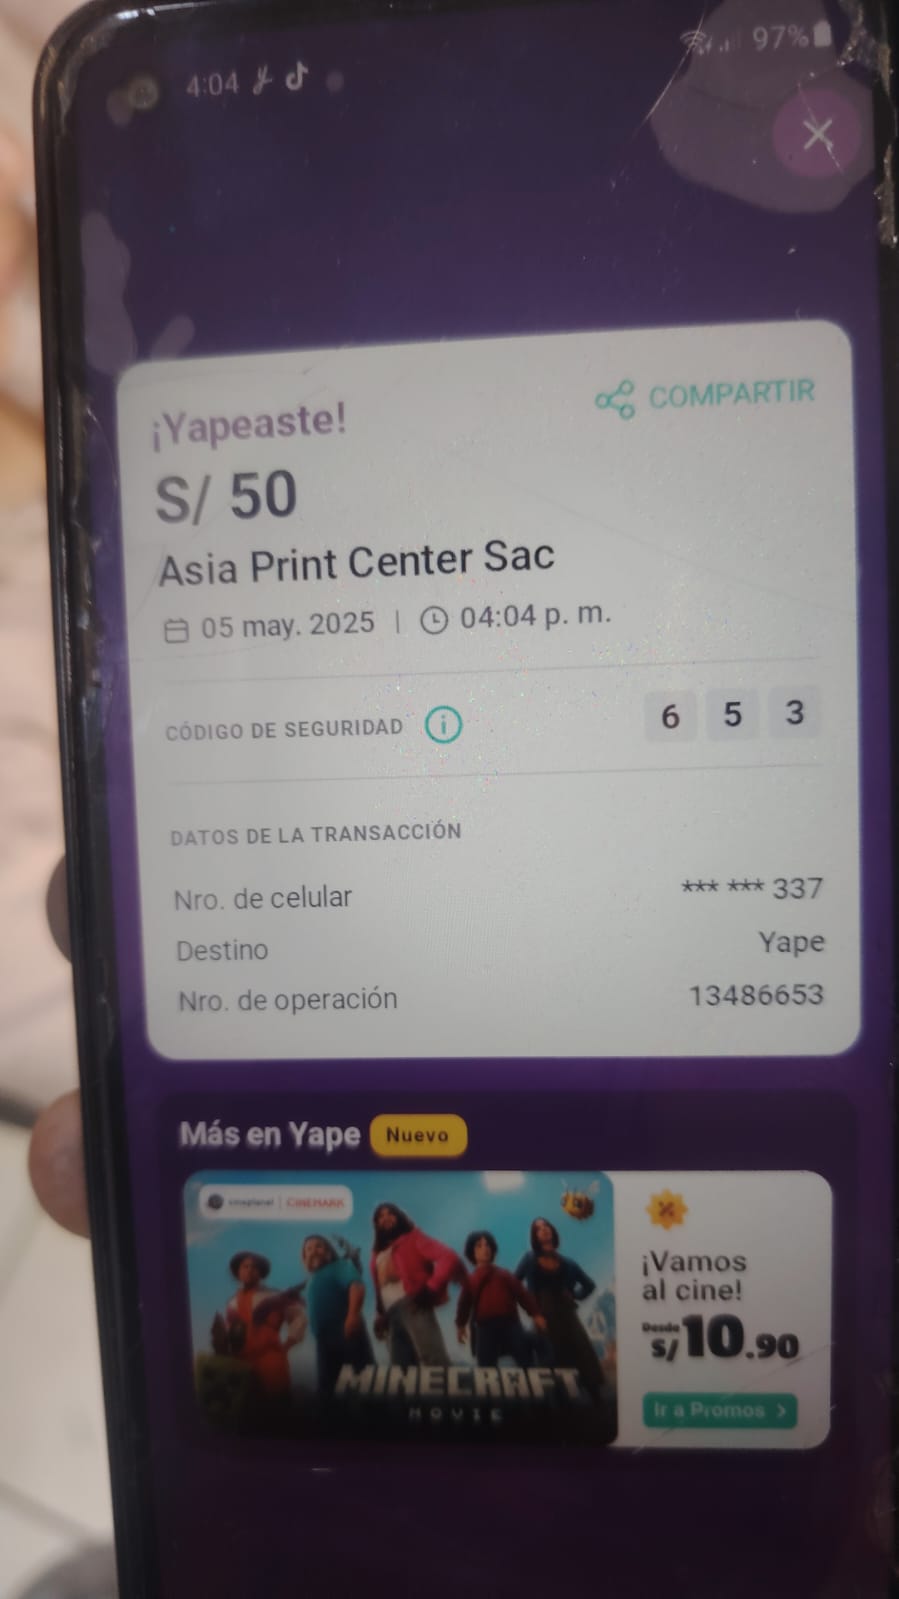 4:04
97%
¡Yapeaste!
COMPARTIR
S/ 50
Asia Print Center Sac
05 may. 2025 | 04:04 p. m.
CÓDIGO DE SEGURIDAD
6 5 3
DATOS DE LA TRANSACCIÓN
Nro. de celular *** *** 337
Destino Yape
Nro. de operación 13486653
Más en Yape Nuevo
cineplanet | CINEMARK
MINECRAFT
MOVIE
¡Vamos
al cine!
Desde
S/10.90
Ir a Promos >